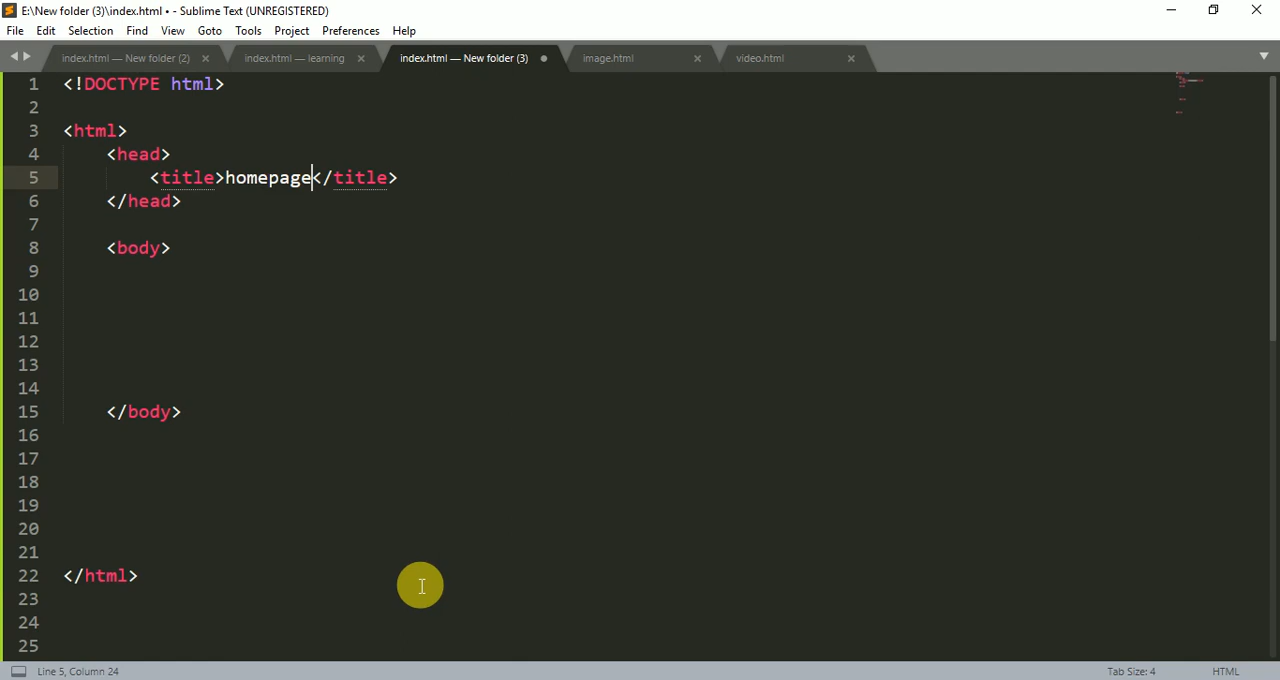 E:\New folder (3)\index.html • - Sublime Text (UNREGISTERED)
File Edit Selection Find View Goto Tools Project Preferences Help
index.html — New folder (2) index.html — learning index.html — New folder (3) image.html video.html
1 <!DOCTYPE html>
2
3 <html>
4 <head>
5 <title>homepage</title>
6 </head>
7
8 <body>
9
10
11
12
13
14
15 </body>
16
17
18
19
20
21
22 </html>
23
24
25
Line 5, Column 24 Tab Size: 4 HTML